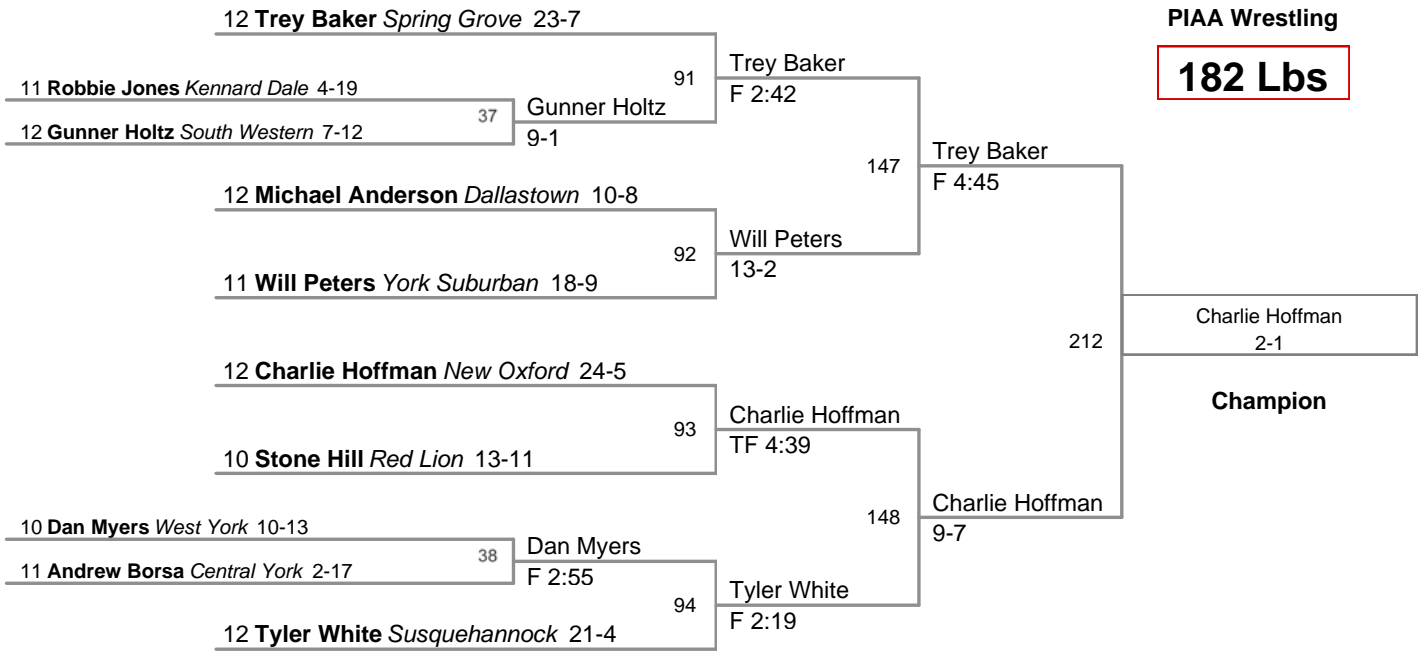 12 Trey Baker Spring Grove 23-7
PIAA Wrestling
182 Lbs
91
Trey Baker
F 2:42
11 Robbie Jones Kennard Dale 4-19
37
Gunner Holtz
9-1
12 Gunner Holtz South Western 7-12
147
Trey Baker
F 4:45
12 Michael Anderson Dallastown 10-8
92
Will Peters
13-2
11 Will Peters York Suburban 18-9
212
Charlie Hoffman
2-1
Champion
12 Charlie Hoffman New Oxford 24-5
93
Charlie Hoffman
TF 4:39
10 Stone Hill Red Lion 13-11
148
Charlie Hoffman
9-7
10 Dan Myers West York 10-13
38
Dan Myers
F 2:55
11 Andrew Borsa Central York 2-17
94
Tyler White
F 2:19
12 Tyler White Susquehannock 21-4